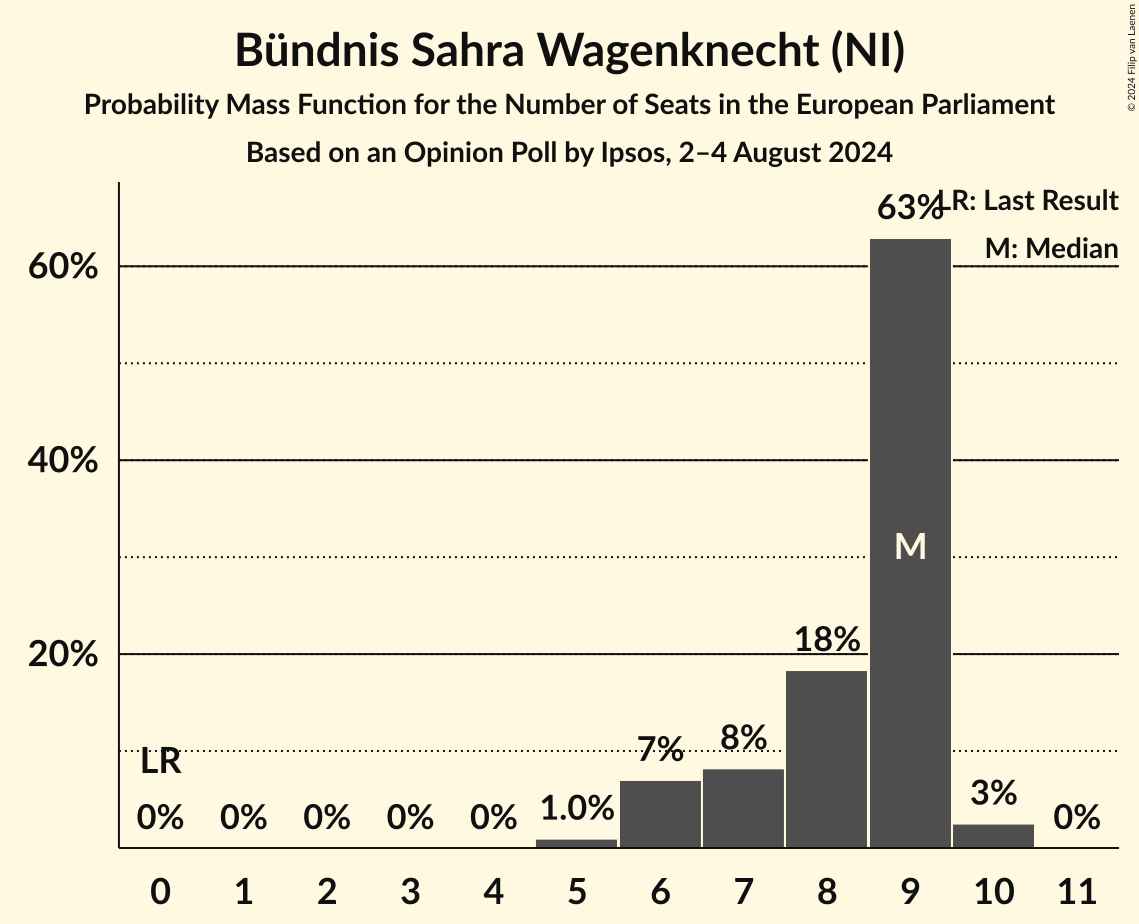 Bündnis Sahra Wagenknecht (NI)
Probability Mass Function for the Number of Seats in the European Parliament
Based on an Opinion Poll by Ipsos, 2–4 August 2024
© 2024 Filip van Laenen
LR: Last Result
M: Median
63%
60%
40%
M
20%
18%
LR
7%
8%
0%
0%
0%
0%
0%
1.0%
3%
0%
0 1 2 3 4 5 6 7 8 9 10 11